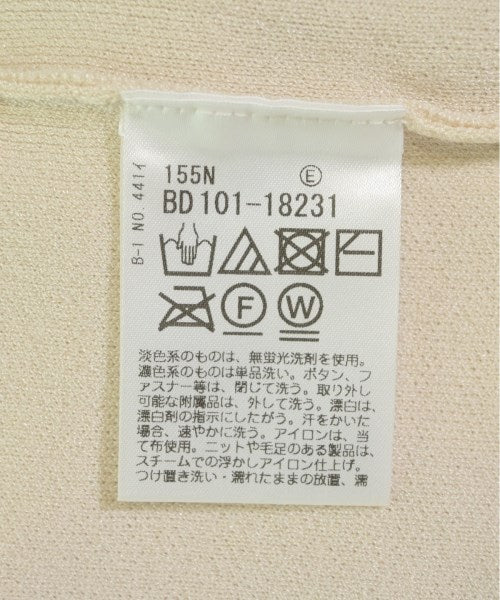 155N Ⓔ
BD 101-18231
B-1 NO 441イ
F W
淡色系のものは、無蛍光洗剤を使用。
濃色系のものは単品洗い。ボタン、フ
ァスナー等は、閉じて洗う。取り外し
可能な附属品は、外して洗う。漂白は、
漂白剤の指示にしたがう。汗をかいた
場合、速やかに洗う。アイロンは、当
て布使用。ニットや毛足のある製品は、
スチームでの浮かしアイロン仕上げ。
つけ置き洗い・濡れたままの放置、濡